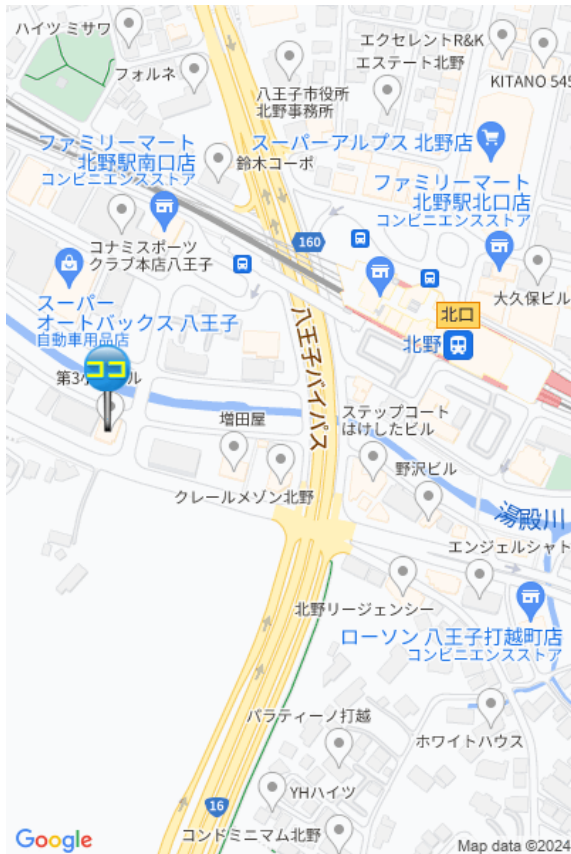 ハイツ ミサワ
フォルネ
八王子市役所
北野事務所
エクセレントR&K
エステート北野
KITANO 545
スーパーアルプス 北野店
ファミリーマート
北野駅南口店
コンビニエンスストア
鈴木コーポ
ファミリーマート
北野駅北口店
コンビニエンスストア
コナミスポーツ
クラブ本店八王子
160
大久保ビル
スーパー
オートバックス 八王子
自動車用品店
北口
北野
八王子バイパス
ココ
増田屋
ステップコート
はけしたビル
野沢ビル
クレールメゾン北野
湯殿川
エンジェルシャト
北野リージェンシー
ローソン 八王子打越町店
コンビニエンスストア
パラティーノ打越
ホワイトハウス
YHハイツ
16
コンドミニマム北野
Google
Map data ©2024